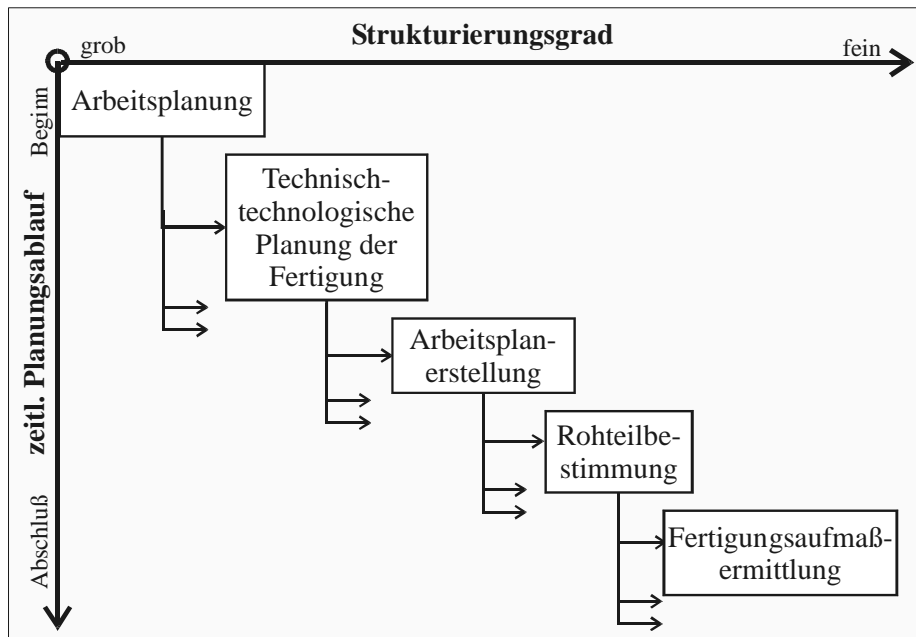 Strukturierungsgrad
grob
fein
Beginn
zeitl. Planungsablauf
Abschluß
Arbeitsplanung
Technisch-
technologische
Planung der
Fertigung
Arbeitsplan-
erstellung
Rohteilbe-
stimmung
Fertigungsaufmaß-
ermittlung